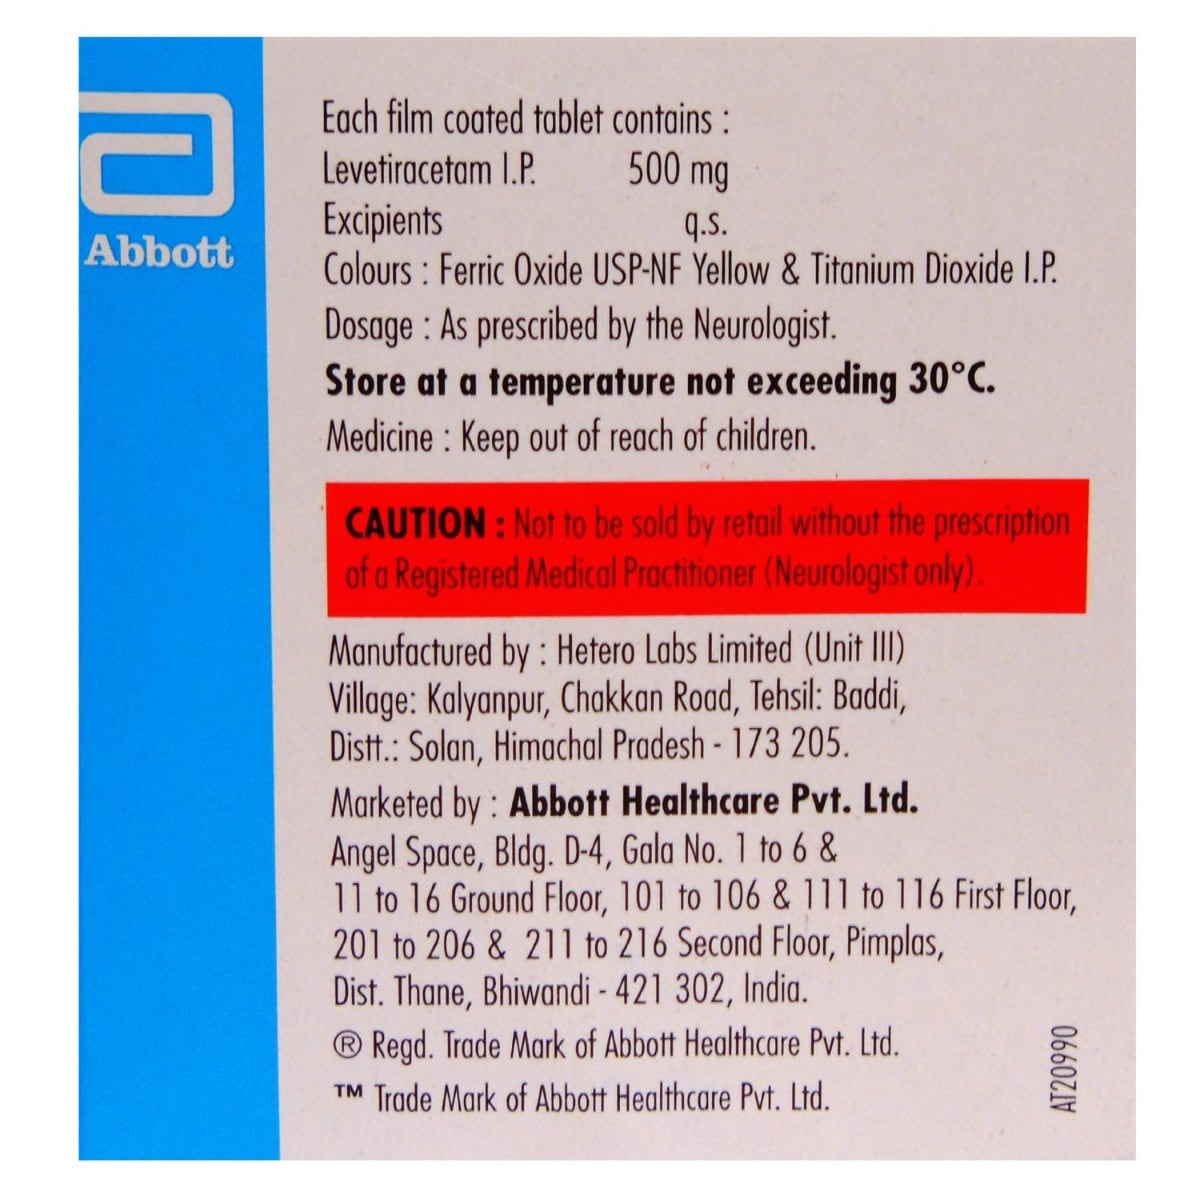 Abbott
Each film coated tablet contains :
Levetiracetam I.P. 500 mg
Excipients q.s.
Colours : Ferric Oxide USP-NF Yellow & Titanium Dioxide I.P.
Dosage : As prescribed by the Neurologist.
Store at a temperature not exceeding 30°C.
Medicine : Keep out of reach of children.
CAUTION : Not to be sold by retail without the prescription
of a Registered Medical Practitioner (Neurologist only).
Manufactured by : Hetero Labs Limited (Unit III)
Village: Kalyanpur, Chakkan Road, Tehsil: Baddi,
Distt.: Solan, Himachal Pradesh - 173 205.
Marketed by : Abbott Healthcare Pvt. Ltd.
Angel Space, Bldg. D-4, Gala No. 1 to 6 &
11 to 16 Ground Floor, 101 to 106 & 111 to 116 First Floor,
201 to 206 & 211 to 216 Second Floor, Pimplas,
Dist. Thane, Bhiwandi - 421 302, India.
® Regd. Trade Mark of Abbott Healthcare Pvt. Ltd.
™ Trade Mark of Abbott Healthcare Pvt. Ltd.
AT20990